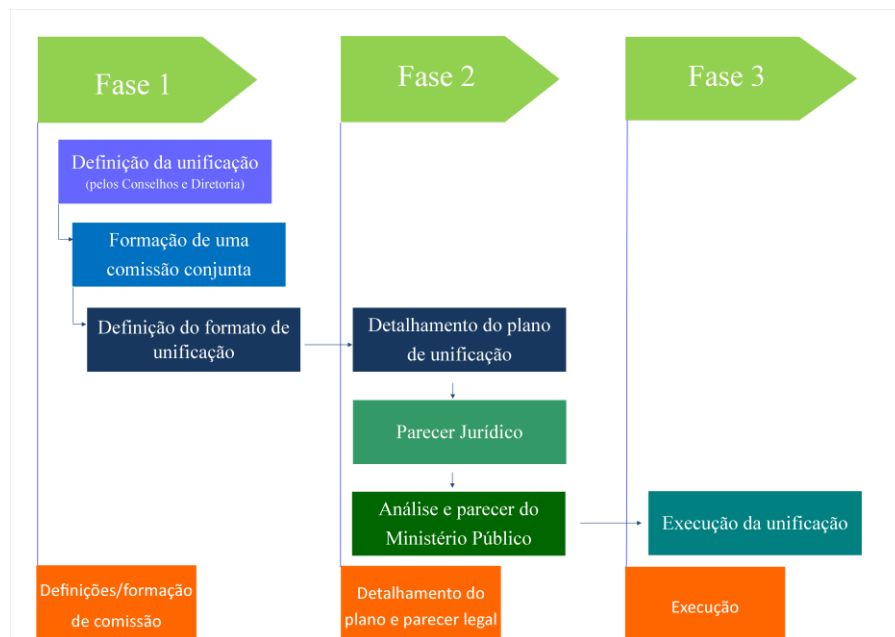 Fase 1
Fase 2
Fase 3
Definição da unificação
(pelos Conselhos e Diretoria)
Formação de uma
comissão conjunta
Definição do formato de
unificação
Detalhamento do plano
de unificação
Parecer Jurídico
Análise e parecer do
Ministério Público
Execução da unificação
Definições/formação
de comissão
Detalhamento do
plano e parecer legal
Execução